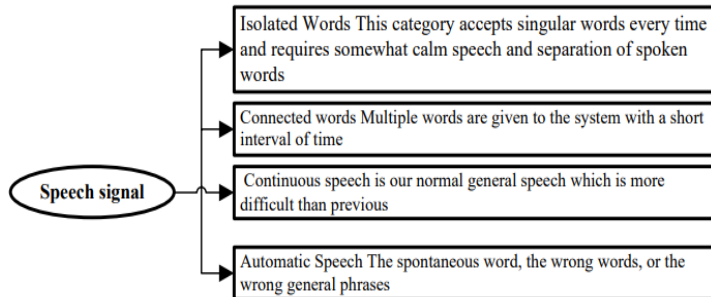 Isolated Words This category accepts singular words every time
and requires somewhat calm speech and separation of spoken
words
Connected words Multiple words are given to the system with a short
interval of time
Speech signal
Continuous speech is our normal general speech which is more
difficult than previous
Automatic Speech The spontaneous word, the wrong words, or the
wrong general phrases